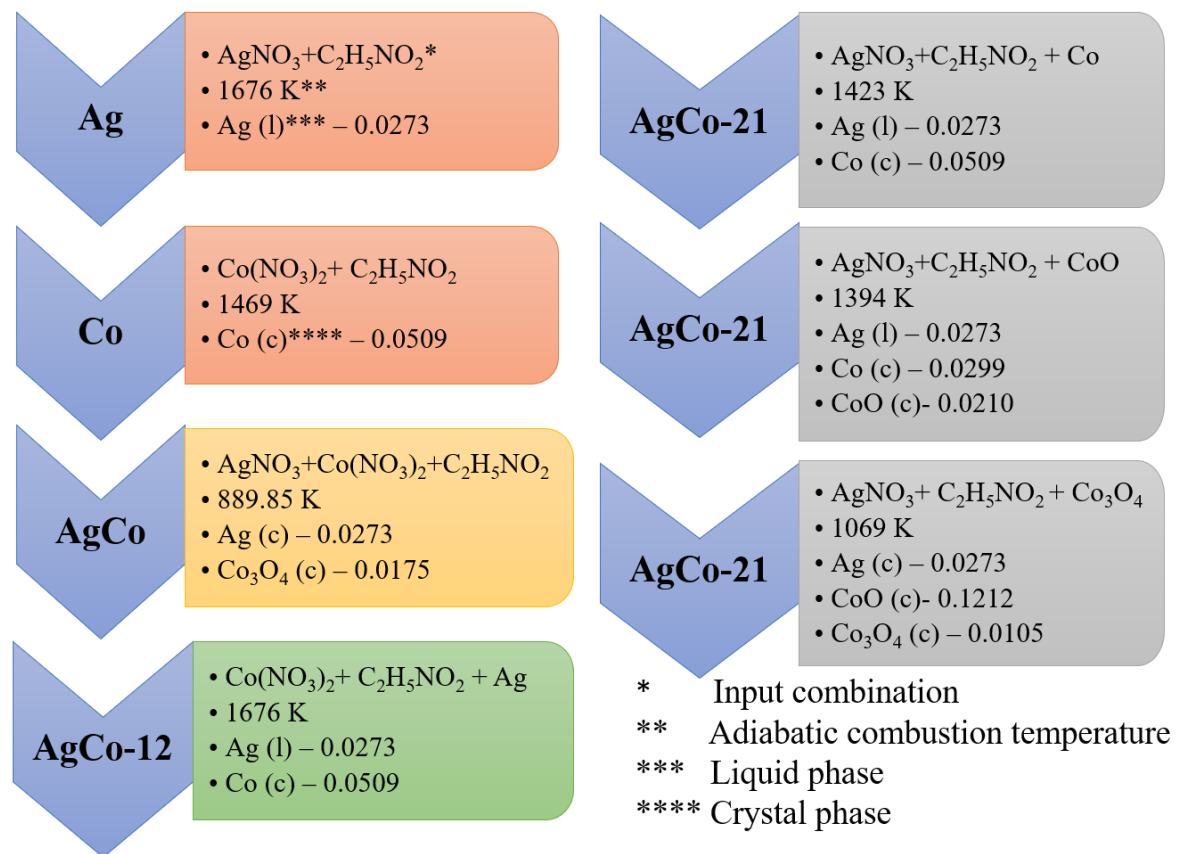 Ag
• AgNO₃+C₂H₅NO₂*
• 1676 K**
• Ag (l)*** – 0.0273
Co
• Co(NO₃)₂+ C₂H₅NO₂
• 1469 K
• Co (c)**** – 0.0509
AgCo
• AgNO₃+Co(NO₃)₂+C₂H₅NO₂
• 889.85 K
• Ag (c) – 0.0273
• Co₃O₄ (c) – 0.0175
AgCo-12
• Co(NO₃)₂+ C₂H₅NO₂ + Ag
• 1676 K
• Ag (l) – 0.0273
• Co (c) – 0.0509
AgCo-21
• AgNO₃+C₂H₅NO₂ + Co
• 1423 K
• Ag (l) – 0.0273
• Co (c) – 0.0509
AgCo-21
• AgNO₃+C₂H₅NO₂ + CoO
• 1394 K
• Ag (l) – 0.0273
• Co (c) – 0.0299
• CoO (c)- 0.0210
AgCo-21
• AgNO₃+ C₂H₅NO₂ + Co₃O₄
• 1069 K
• Ag (c) – 0.0273
• CoO (c)- 0.1212
• Co₃O₄ (c) – 0.0105
* Input combination
** Adiabatic combustion temperature
*** Liquid phase
**** Crystal phase